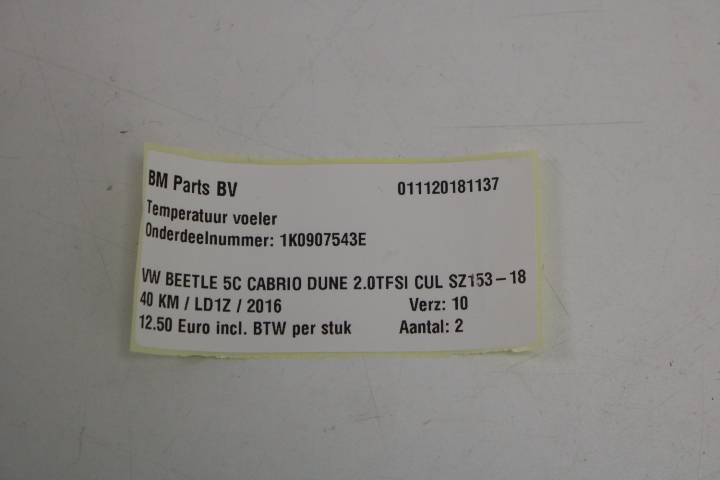 BM Parts BV 011120181137
Temperatuur voeler
Onderdeelnummer: 1K0907543E
VW BEETLE 5C CABRIO DUNE 2.0TFSI CUL SZ153-18
40 KM / LD1Z / 2016 Verz: 10
12.50 Euro incl. BTW per stuk Aantal: 2